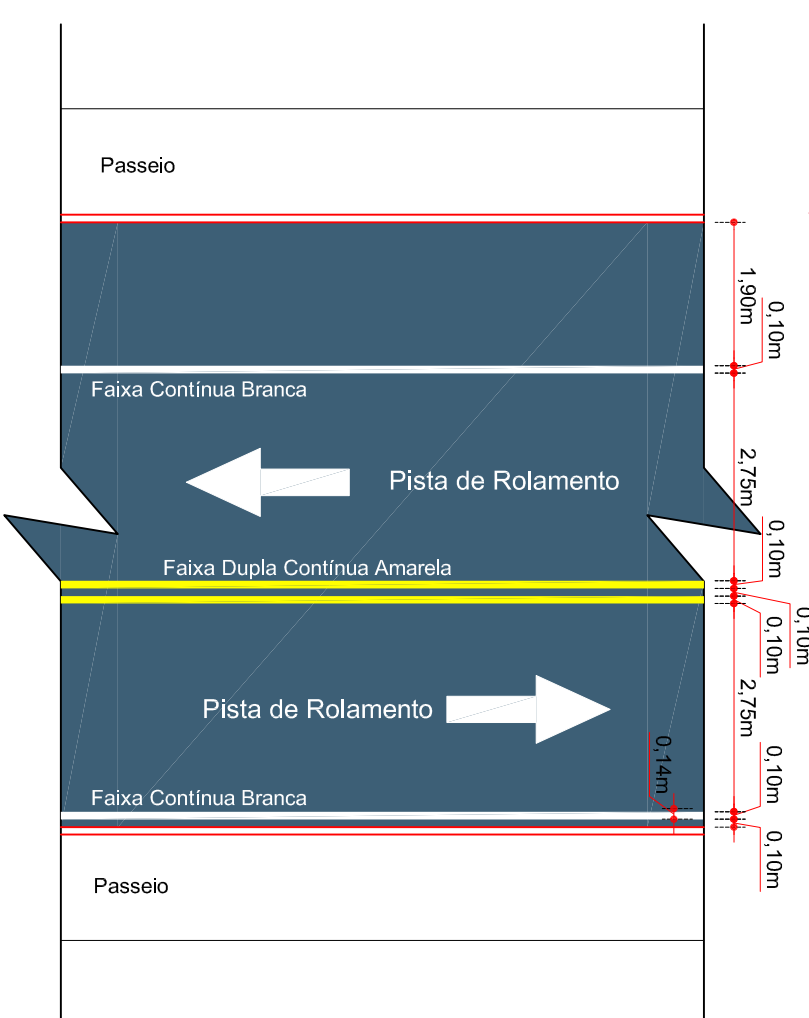 Passeio
1,90m
0,10m
Faixa Contínua Branca
2,75m
Pista de Rolamento
0,10m
Faixa Dupla Contínua Amarela
0,10m
0,10m
2,75m
Pista de Rolamento
0,14m
0,10m
Faixa Contínua Branca
0,10m
Passeio